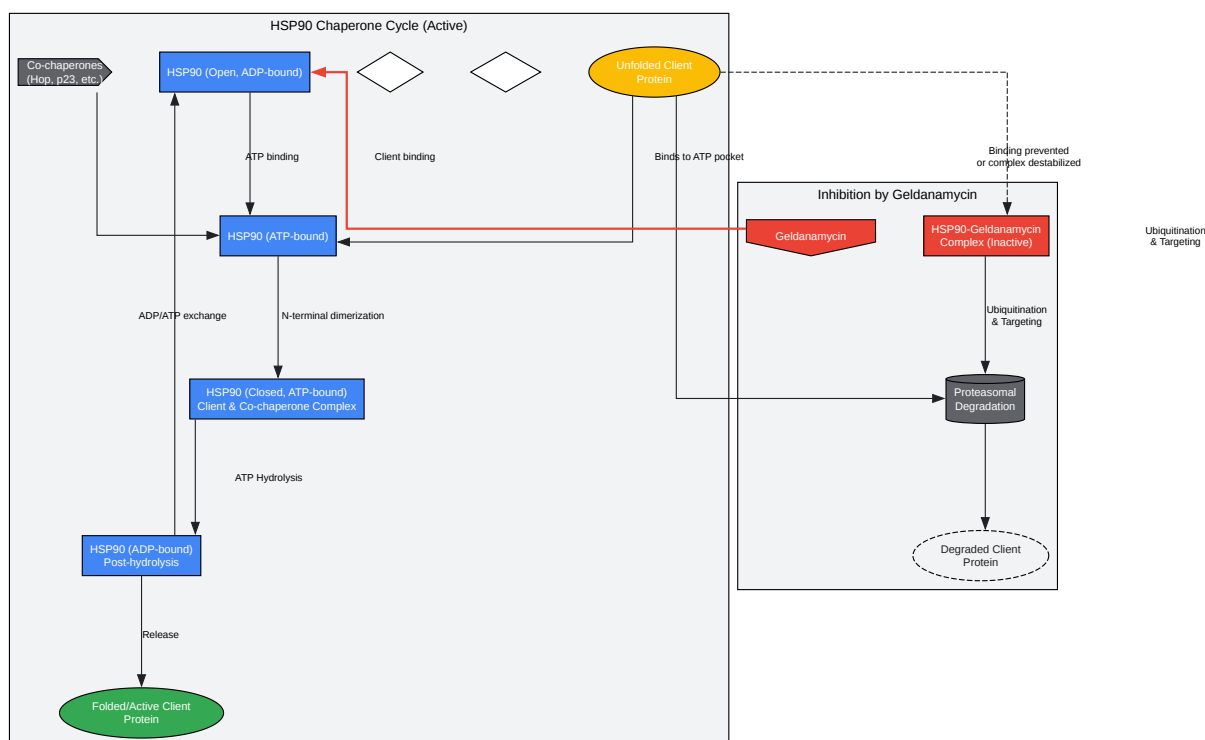 HSP90 Chaperone Cycle (Active)
Co-chaperones
(Hop, p23, etc.)
HSP90 (Open, ADP-bound)
Unfolded Client
Protein
ATP binding
Client binding
Binds to ATP pocket
Binding prevented
or complex destabilized
Inhibition by Geldanamycin
HSP90 (ATP-bound)
Geldanamycin
HSP90-Geldanamycin
Complex (Inactive)
Ubiquitination
& Targeting
ADP/ATP exchange
N-terminal dimerization
Ubiquitination
& Targeting
HSP90 (Closed, ATP-bound)
Client & Co-chaperone Complex
Proteasomal
Degradation
ATP Hydrolysis
HSP90 (ADP-bound)
Post-hydrolysis
Degraded Client
Protein
Release
Folded/Active Client
Protein